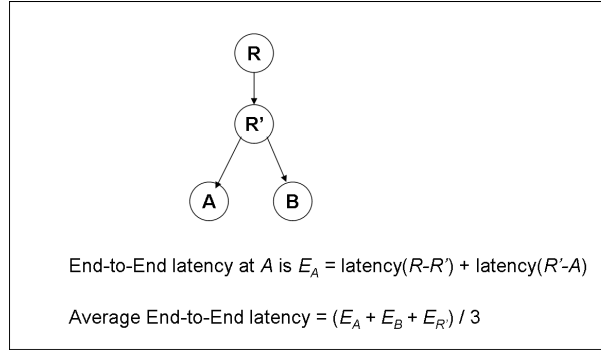 R
R'
A B
End-to-End latency at A is E_A = latency(R-R') + latency(R'-A)
Average End-to-End latency = (E_A + E_B + E_R') / 3